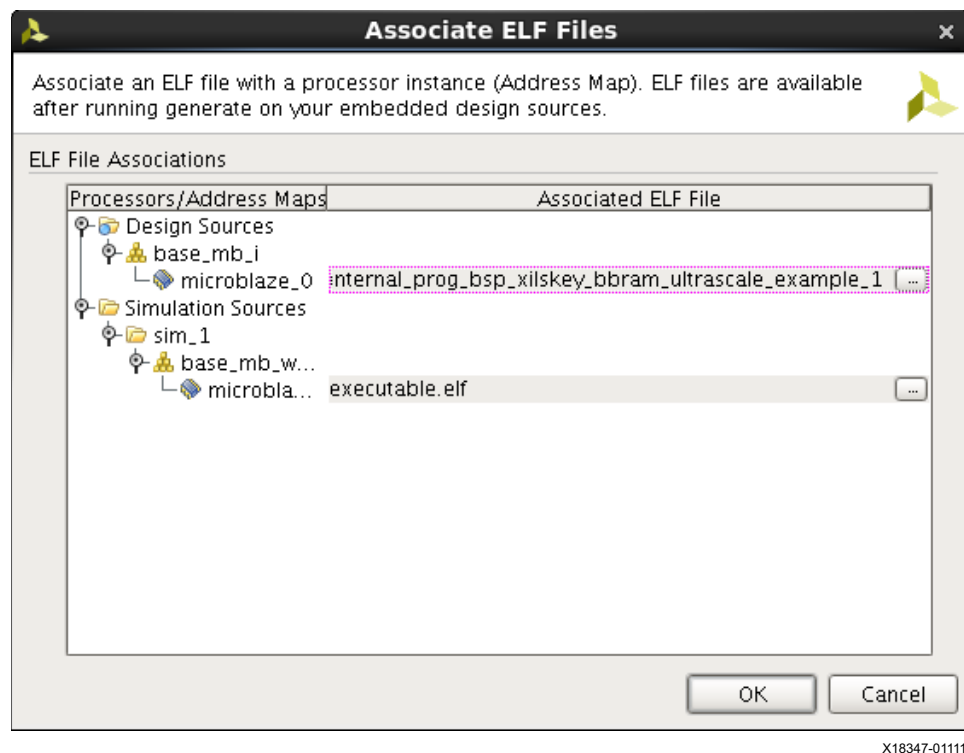 Associate ELF Files
Associate an ELF file with a processor instance (Address Map). ELF files are available
after running generate on your embedded design sources.
ELF File Associations
Processors/Address Maps Associated ELF File
Design Sources
base_mb_i
microblaze_0 nternal_prog_bsp_xilskey_bbram_ultrascale_example_1 ...
Simulation Sources
sim_1
base_mb_w...
microbla... executable.elf ...
OK Cancel
X18347-01111